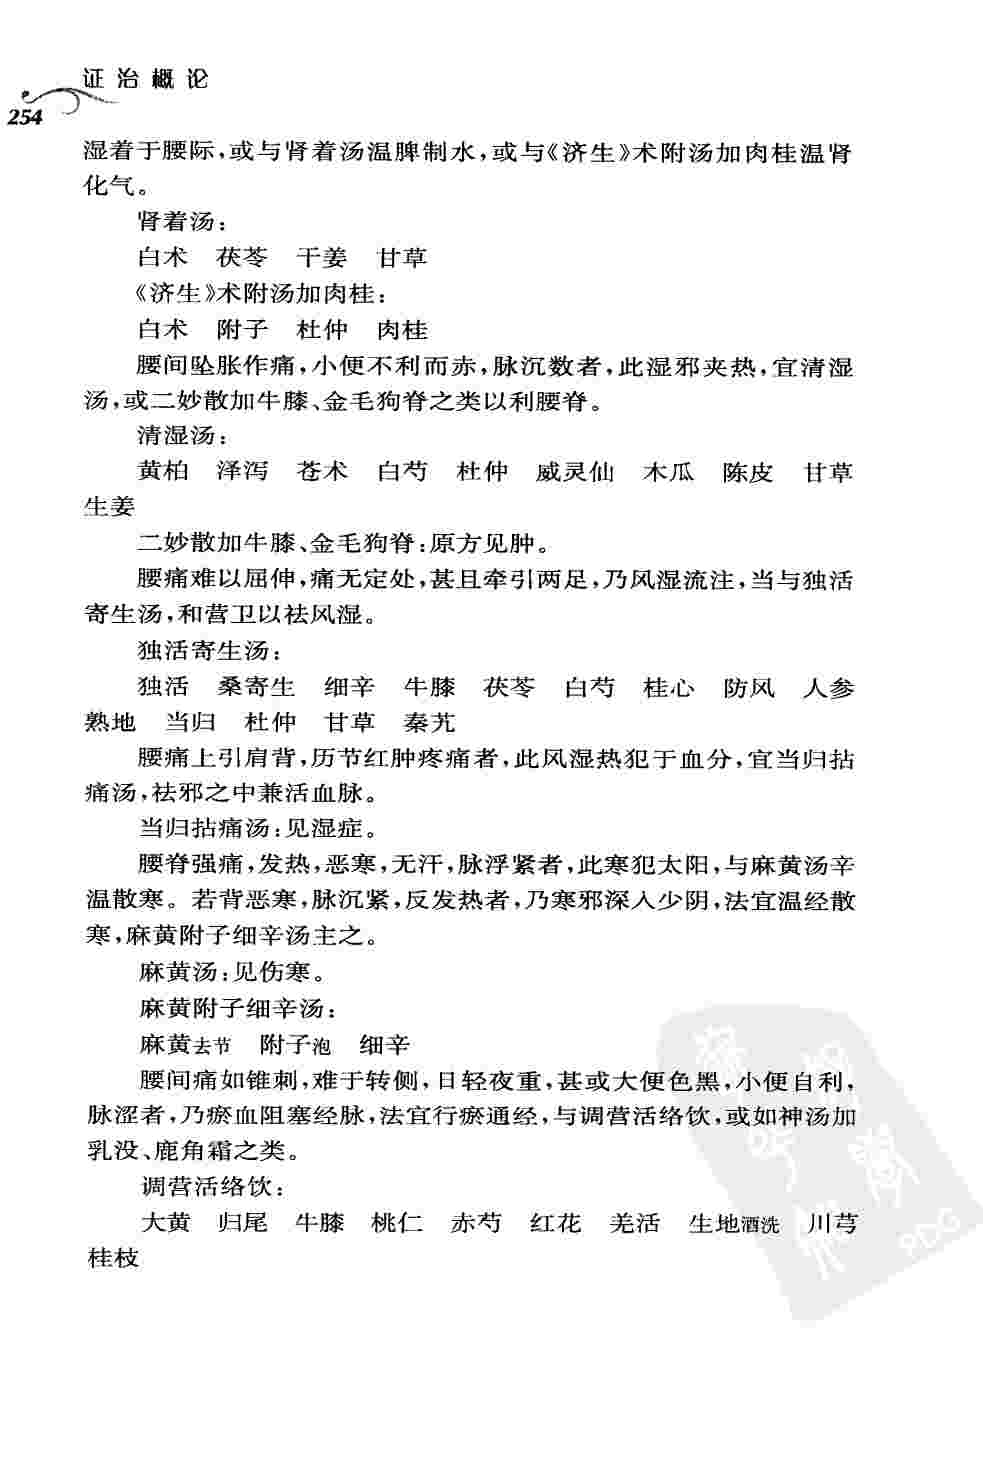 证治概论
254
湿着于腰际，或与肾着汤温脾制水，或与《济生》术附汤加肉桂温肾
化气。
肾着汤：
白术　茯苓　干姜　甘草
《济生》术附汤加肉桂：
白术　附子　杜仲　肉桂
腰间坠胀作痛，小便不利而赤，脉沉数者，此湿邪夹热，宜清湿
汤，或二妙散加牛膝、金毛狗脊之类以利腰脊。
清湿汤：
黄柏　泽泻　苍术　白芍　杜仲　威灵仙　木瓜　陈皮　甘草
生姜
二妙散加牛膝、金毛狗脊：原方见肿。
腰痛难以屈伸，痛无定处，甚且牵引两足，乃风湿流注，当与独活
寄生汤，和营卫以祛风湿。
独活寄生汤：
独活　桑寄生　细辛　牛膝　茯苓　白芍　桂心　防风　人参
熟地　当归　杜仲　甘草　秦艽
腰痛上引肩背，历节红肿疼痛者，此风湿热犯于血分，宜当归拈
痛汤，祛邪之中兼活血脉。
当归拈痛汤：见湿症。
腰脊强痛，发热，恶寒，无汗，脉浮紧者，此寒犯太阳，与麻黄汤辛
温散寒。若背恶寒，脉沉紧，反发热者，乃寒邪深入少阴，法宜温经散
寒，麻黄附子细辛汤主之。
麻黄汤：见伤寒。
麻黄附子细辛汤：
麻黄去节　附子泡　细辛
腰间痛如锥刺，难于转侧，日轻夜重，甚或大便色黑，小便自利，
脉涩者，乃瘀血阻塞经脉，法宜行瘀通经，与调营活络饮，或如神汤加
乳没、鹿角霜之类。
调营活络饮：
大黄　归尾　牛膝　桃仁　赤芍　红花　羌活　生地酒洗　川芎
桂枝
PDG